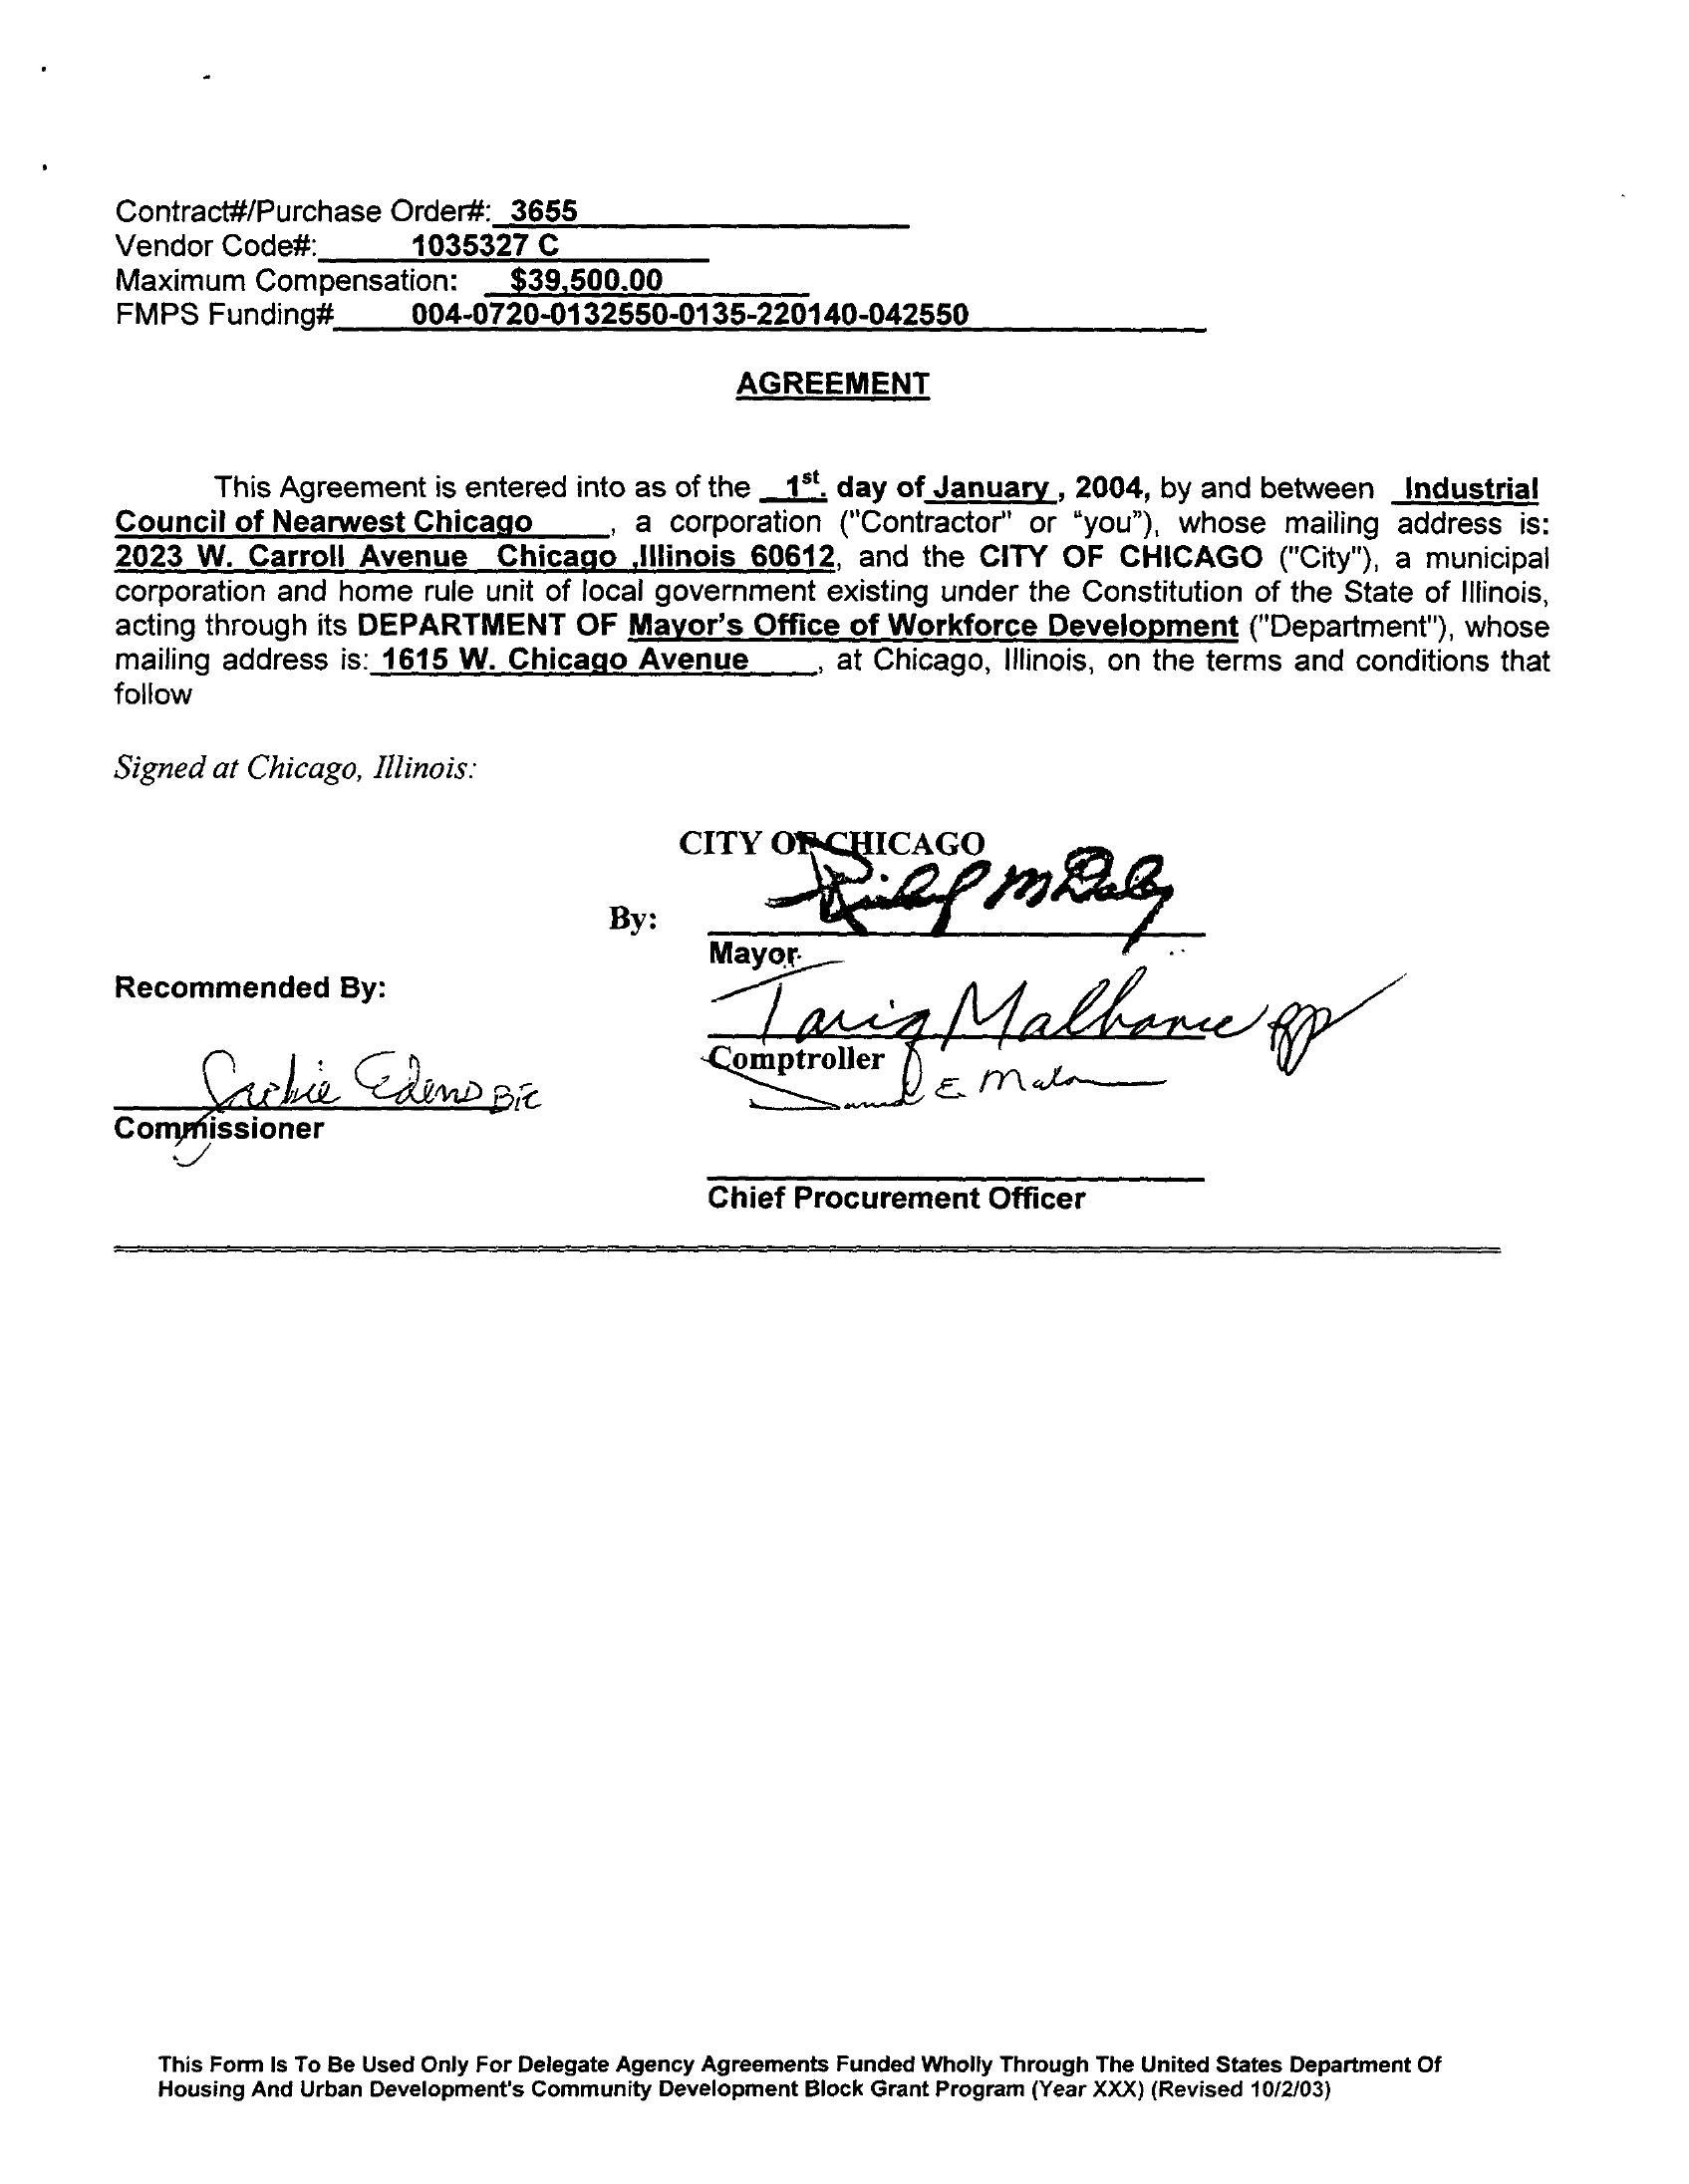 Contract#/Purchase Order#: 3655
Vendor Code#: 1035327 C
Maximum Compensation: $39,500.00
FMPS Funding# 004-0720-0132550-0135-220140-042550
AGREEMENT
This Agreement is entered into as of the 1st. day of January, 2004, by and between Industrial
Council of Nearwest Chicago, a corporation ("Contractor" or "you"), whose mailing address is:
2023 W. Carroll Avenue Chicago ,Illinois 60612, and the CITY OF CHICAGO ("City"), a municipal
corporation and home rule unit of local government existing under the Constitution of the State of Illinois,
acting through its DEPARTMENT OF Mayor's Office of Workforce Development ("Department"), whose
mailing address is: 1615 W. Chicago Avenue, at Chicago, Illinois, on the terms and conditions that
follow
Signed at Chicago, Illinois:
CITY OF CHICAGO
By:
Mayor
Recommended By:
Comptroller
Jackie Edens
Commissioner
Chief Procurement Officer
This Form Is To Be Used Only For Delegate Agency Agreements Funded Wholly Through The United States Department Of
Housing And Urban Development's Community Development Block Grant Program (Year XXX) (Revised 10/2/03)